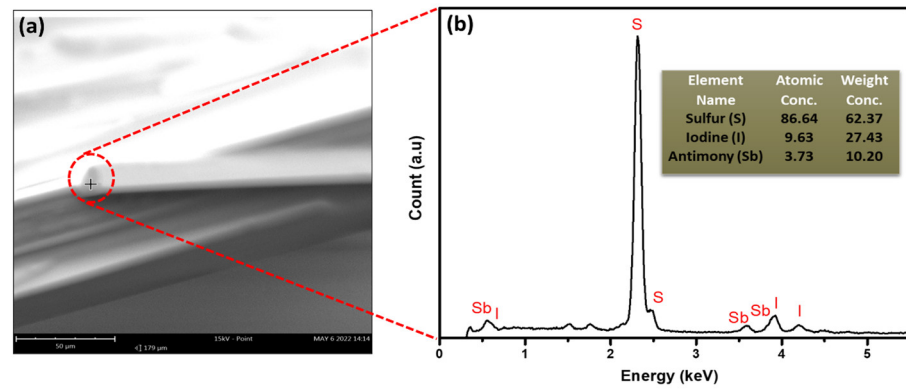 (a)
50 μm
179 μm
15kV - Point
MAY 6 2022 14:14
(b)
S
S
Sb
I
Sb
Sb
I
I
Element Name Atomic Conc. Weight Conc.
Sulfur (S) 86.64 62.37
Iodine (I) 9.63 27.43
Antimony (Sb) 3.73 10.20
Count (a.u)
0 1 2 3 4 5
Energy (keV)